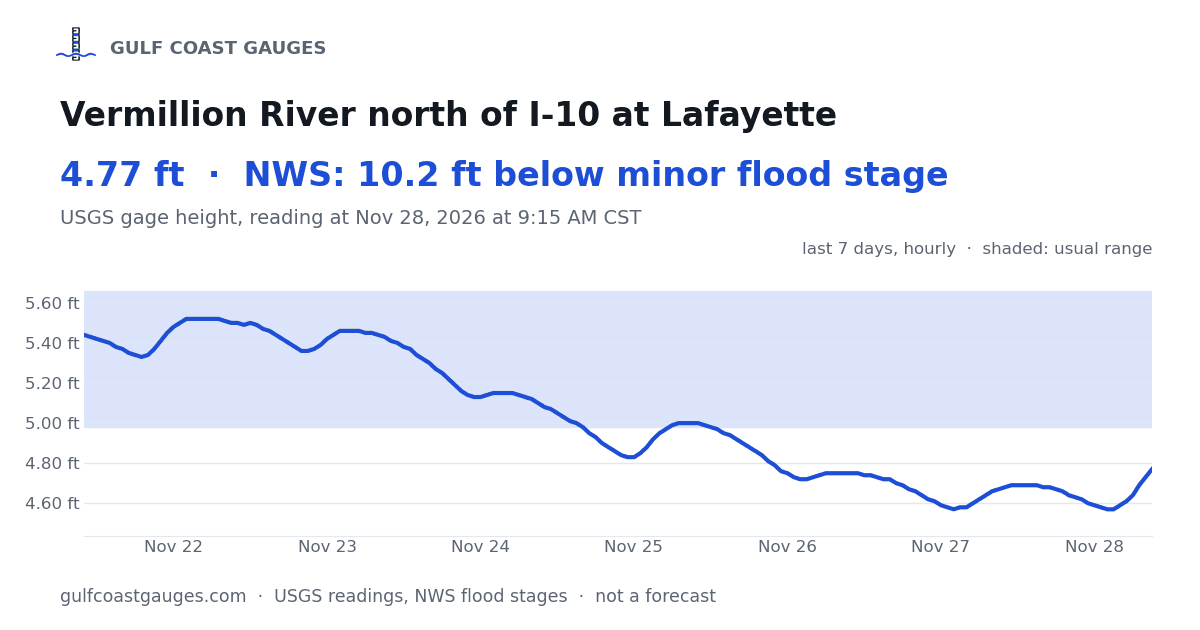 GULF COAST GAUGES
Vermillion River north of I-10 at Lafayette
4.77 ft · NWS: 10.2 ft below minor flood stage
USGS gage height, reading at Nov 28, 2026 at 9:15 AM CST
last 7 days, hourly · shaded: usual range
5.60 ft
5.40 ft
5.20 ft
5.00 ft
4.80 ft
4.60 ft
Nov 22 Nov 23 Nov 24 Nov 25 Nov 26 Nov 27 Nov 28
gulfcoastgauges.com · USGS readings, NWS flood stages · not a forecast